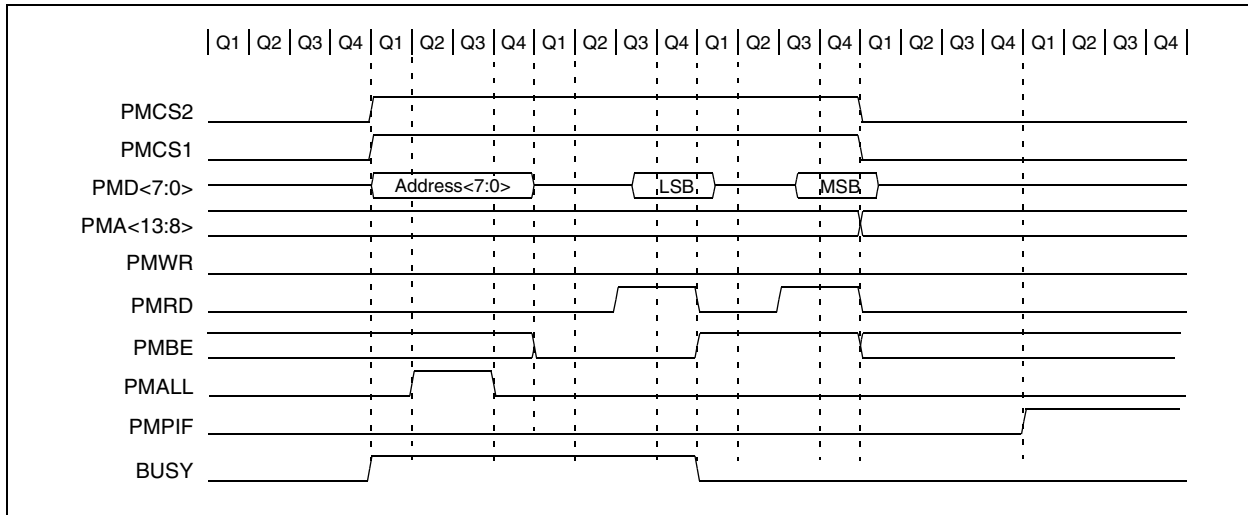 Q1 Q2 Q3 Q4 Q1 Q2 Q3 Q4 Q1 Q2 Q3 Q4 Q1 Q2 Q3 Q4 Q1 Q2 Q3 Q4 Q1 Q2 Q3 Q4
PMCS2
PMCS1
PMD<7:0> Address<7:0> LSB MSB
PMA<13:8>
PMWR
PMRD
PMBE
PMALL
PMPIF
BUSY